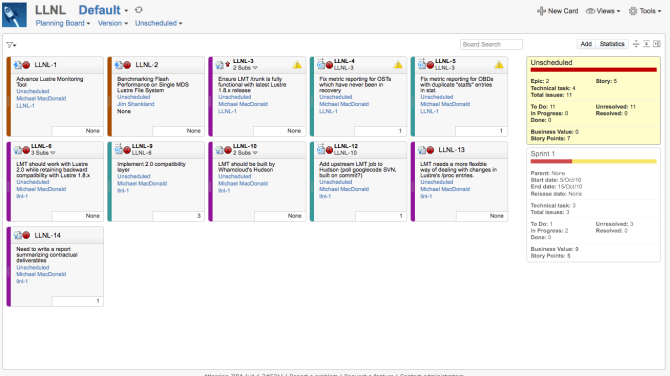 LLNL Default
Planning Board Version Unscheduled
New Card Views Tools
Board Search Add Statistics
LLNL-1
Advance Lustre Monitoring
Tool
Unscheduled
Michael MacDonald
LLNL-1
None
LLNL-2
Benchmarking Flash
Performance on Single MDS
Lustre File System
Unscheduled
Jim Shankland
None
None
LLNL-3
2 Subs
Ensure LLNL /trunk is fully
functional with latest Lustre
1.8.x release
Unscheduled
Michael MacDonald
LLNL-1
None
LLNL-4
LLNL-3
Fix metric reporting for OSTs
which have never been in
recovery
Unscheduled
Michael MacDonald
LLNL-1
1
LLNL-5
LLNL-3
Fix metric reporting for OBDs
with duplicate "statfs" entries
in stat
Unscheduled
Michael MacDonald
LLNL-1
1
LLNL-6
3 Subs
LMT should work with Lustre
2.0 while retaining backward
compatibility with Lustre 1.8.x
Unscheduled
Michael MacDonald
llnl-1
None
LLNL-9
LLNL-6
Implement 2.0 compatibility
layer
Unscheduled
Michael MacDonald
llnl-1
3
LLNL-10
2 Subs
LMT should be built by
Whamcloud's Hudson
Unscheduled
Michael MacDonald
llnl-1
None
LLNL-12
LLNL-10
Add upstream LMT job to
Hudson (poll googlecode SVN,
built on commit?)
Unscheduled
Michael MacDonald
llnl-1
1
LLNL-13
LMT needs a more flexible
way of dealing with changes in
Lustre's /proc entries.
Unscheduled
Michael MacDonald
llnl-1
None
LLNL-14
Need to write a report
summarizing contractual
deliverables
Unscheduled
Michael MacDonald
llnl-1
1
Unscheduled
Epic: 2 Story: 5
Technical task: 4
Total issues: 11
To Do: 11 Unresolved: 11
In Progress: 0 Resolved: 0
Done: 0
Business Value: 0
Story Points: 7
Sprint 1
Parent: None
Start date: 5/Oct/10
End date: 15/Oct/10
Release date: None
Technical task: 3
Total issues: 3
To Do: 1 Unresolved: 3
In Progress: 2 Resolved: 0
Done: 0
Business Value: 0
Story Points: 5